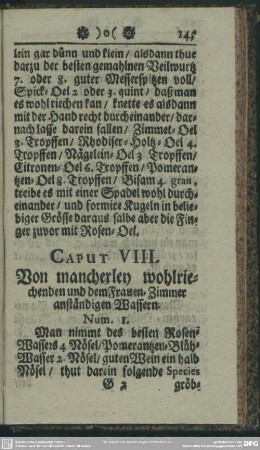 )o( 145
lein gar dünn und klein / alsdann thue
darzu der besten gemahlnen Veilwurtz
7. oder 8. guter Messerspitzen voll /
Spick-Oel 2 oder 3. quint / daß man
es wohl riechen kan / knette es alsdann
mit der Hand recht durcheinander / dar-
nach lasse darein fallen / Zimmet-Oel
3. Tropffen / Rhodiser-Holtz-Oel 4.
Tropffen / Nägelein-Oel 3 Tropffen /
Citronen-Oel 6. Tropffen / Pomeran-
tzen-Oel 8. Tropffen / Bisam 4. gran.
treibe es mit einer Spadel wohl durch-
einander / und formire Kugeln in belie-
biger Grösse daraus salbe aber die Fin-
ger zuvor mit Rosen-Oel.
CAPUT VIII.
Von mancherley wohlrie-
chenden und dem Frauen-Zimmer
anständigen Wassern.
Num. 1.
Man nimmt des besten Rosen-
Wassers 4 Nösel / Pomerantzen-Blüh-
Wasser 2. Nösel / guten Wein ein halb
Nösel / thut darein folgende Species
G 2 gröb-